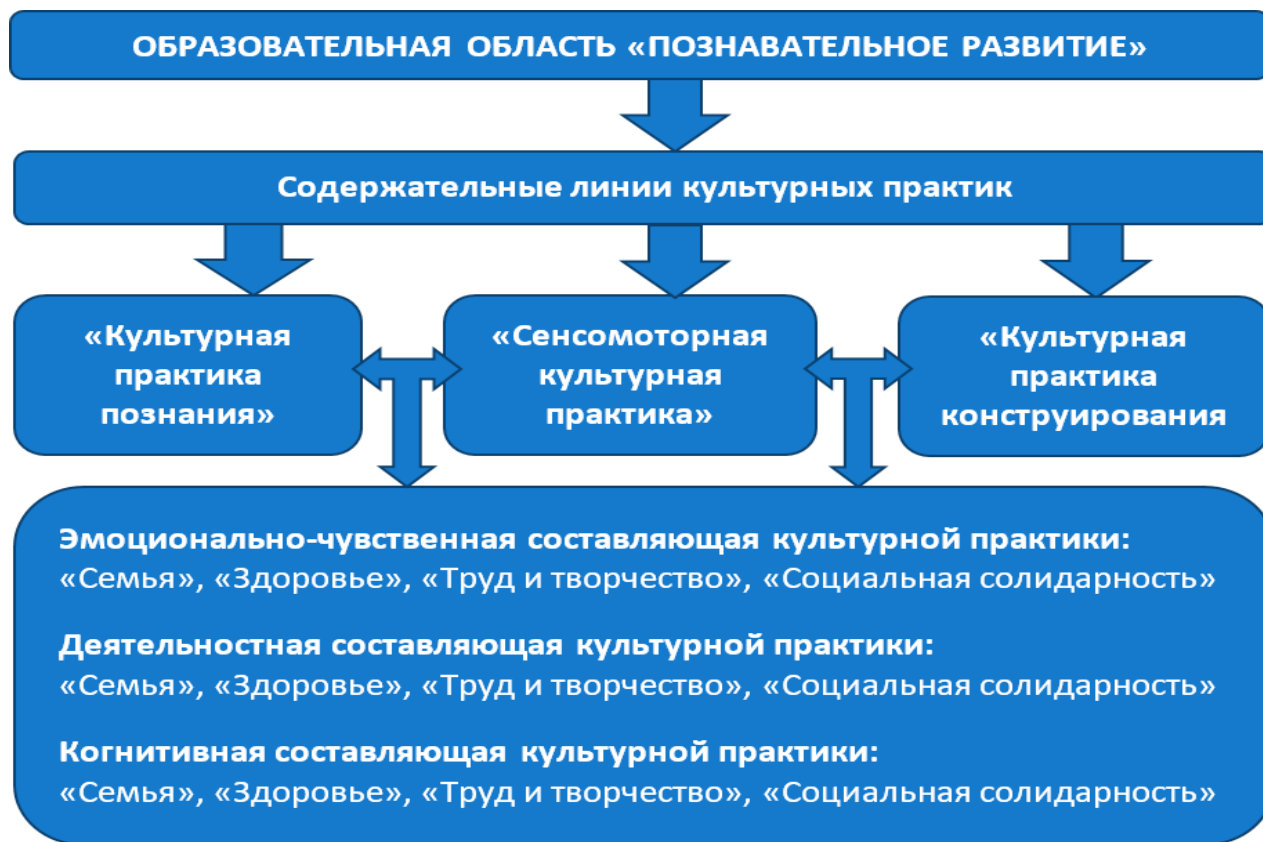 ОБРАЗОВАТЕЛЬНАЯ ОБЛАСТЬ «ПОЗНАВАТЕЛЬНОЕ РАЗВИТИЕ»
Содержательные линии культурных практик
«Культурная
практика
познания»
«Сенсомоторная
культурная
практика»
«Культурная
практика
конструирования
Эмоционально-чувственная составляющая культурной практики:
«Семья», «Здоровье», «Труд и творчество», «Социальная солидарность»
Деятельностная составляющая культурной практики:
«Семья», «Здоровье», «Труд и творчество», «Социальная солидарность»
Когнитивная составляющая культурной практики:
«Семья», «Здоровье», «Труд и творчество», «Социальная солидарность»